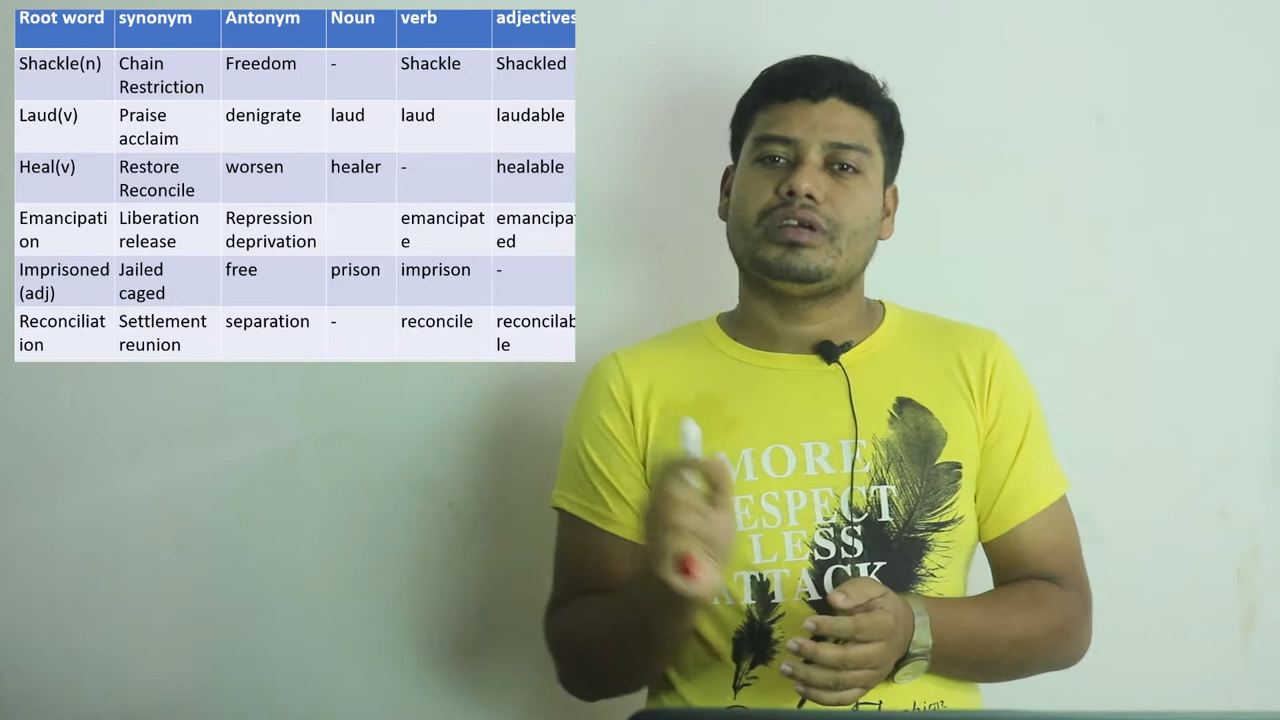 Root word synonym Antonym Noun verb adjectives
Shackle(n) Chain Freedom - Shackle Shackled
Restriction
Laud(v) Praise denigrate laud laud laudable
acclaim
Heal(v) Restore worsen healer - healable
Reconcile
Emancipati Liberation Repression emancipat emancipat
on release deprivation e ed
Imprisoned Jailed free prison imprison -
(adj) caged
Reconciliat Settlement separation - reconcile reconcilab
ion reunion le
MORE
RESPECT
LESS
ATTACK